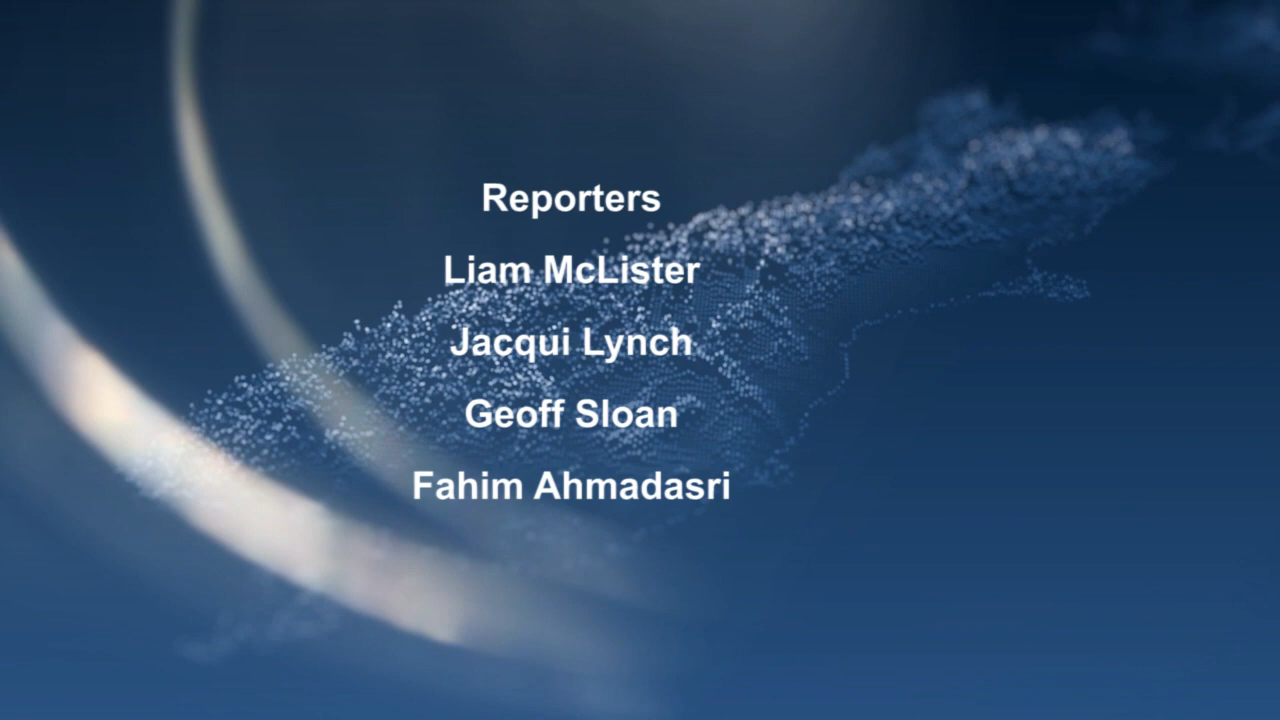 Reporters
Liam McLister
Jacqui Lynch
Geoff Sloan
Fahim Ahmadasri